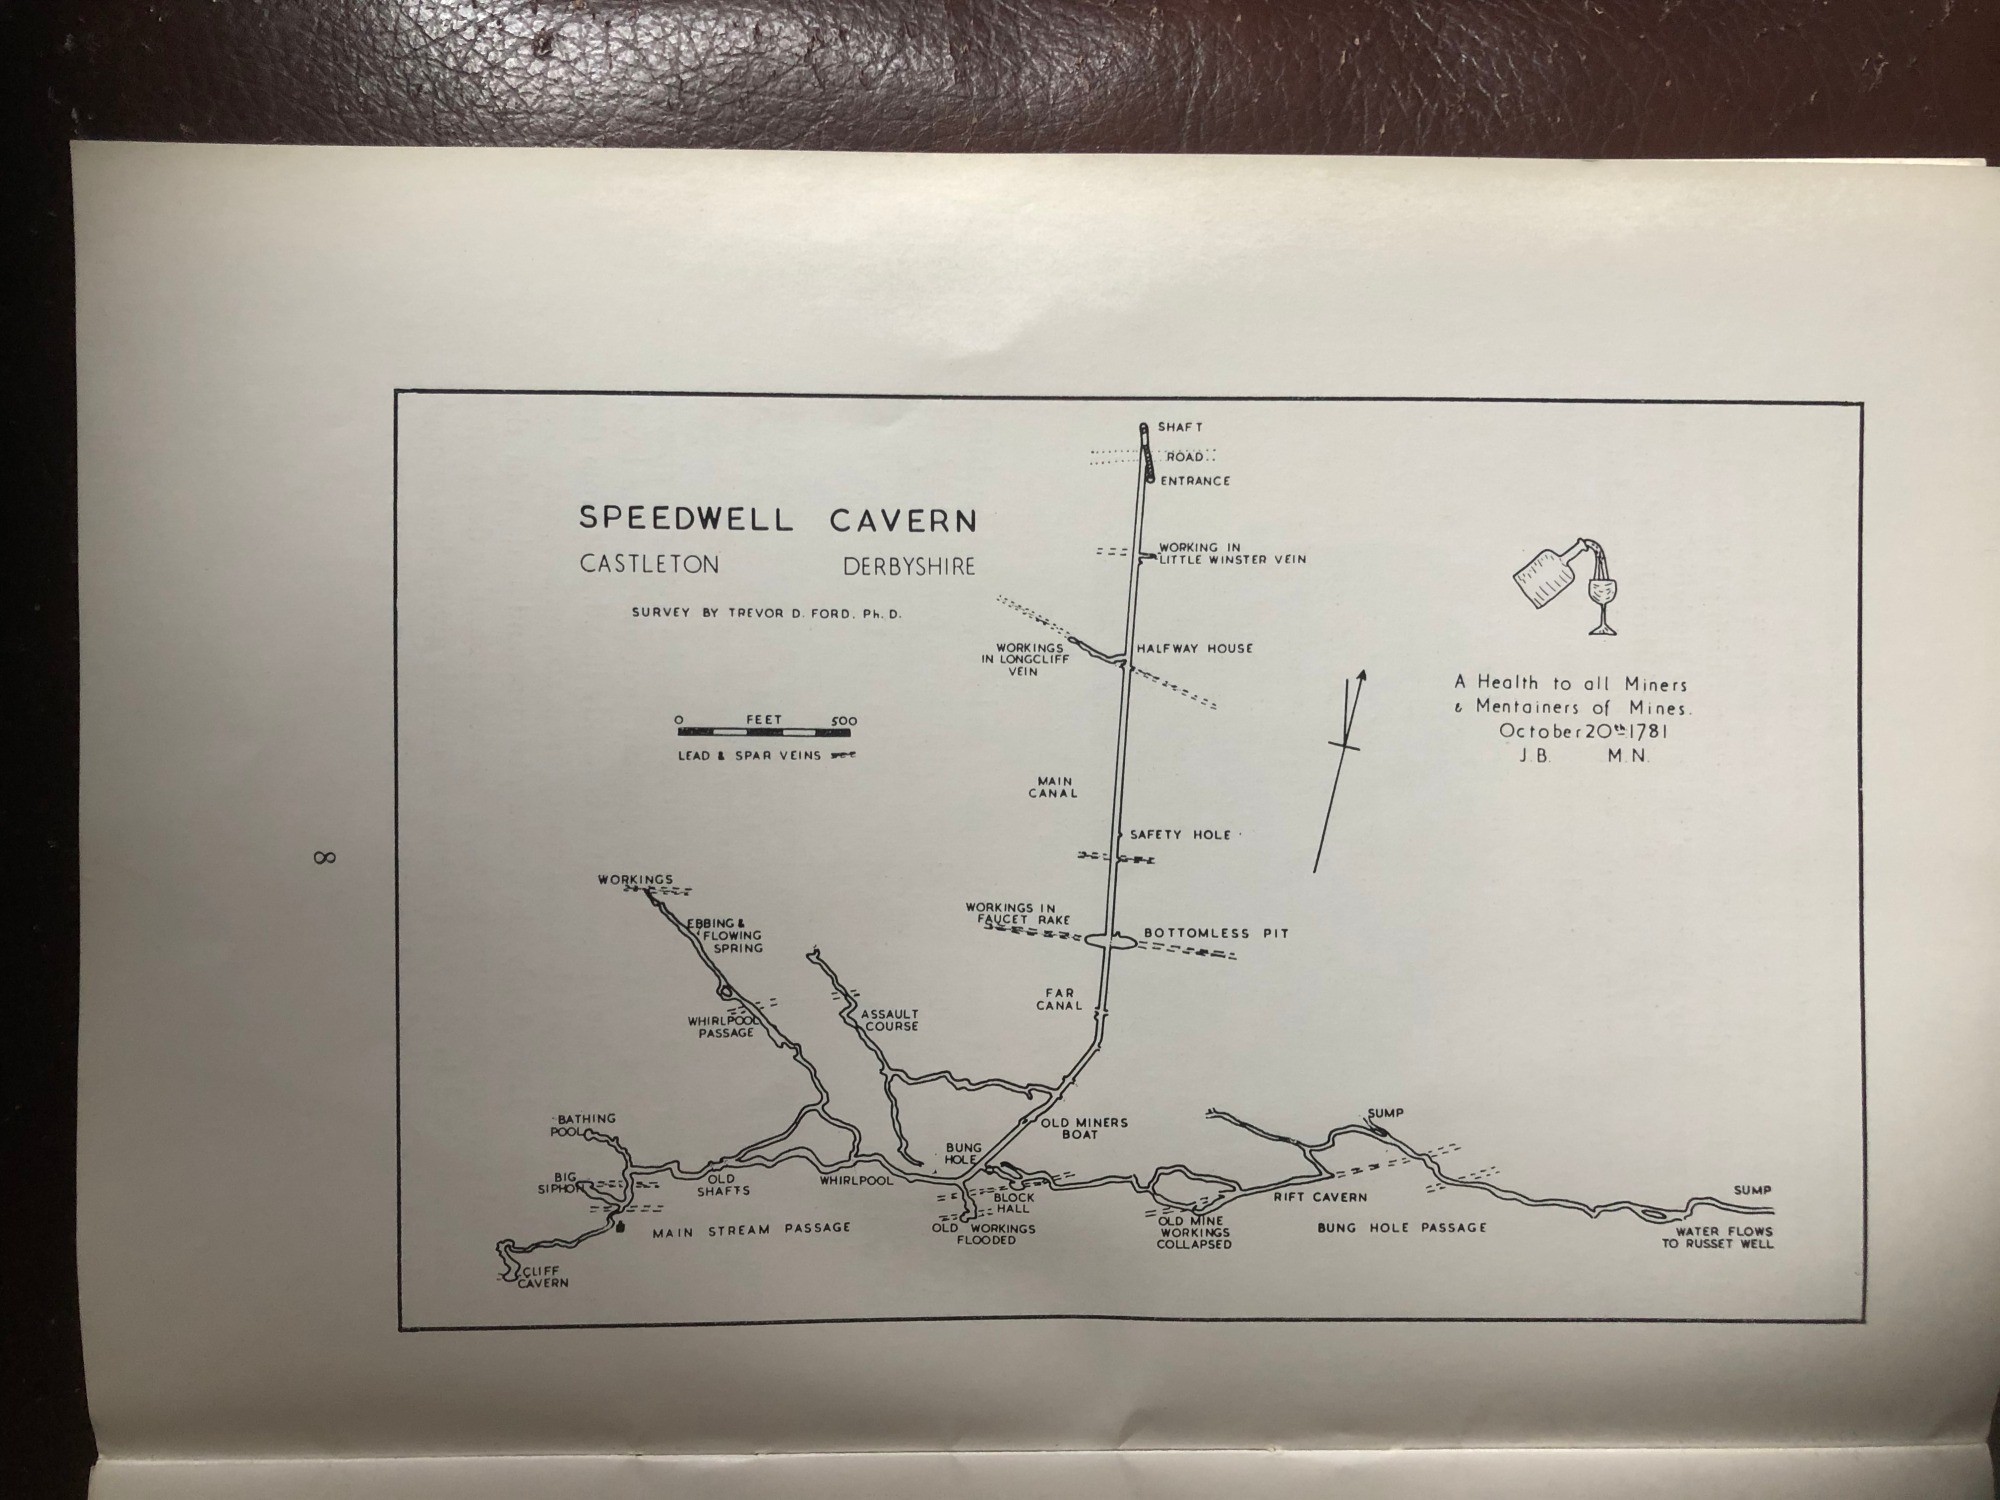 SHAFT
ROAD
ENTRANCE
SPEEDWELL CAVERN
CASTLETON DERBYSHIRE
SURVEY BY TREVOR D. FORD. Ph. D.
WORKING IN
LITTLE WINSTER VEIN
WORKINGS
IN LONGCLIFF
VEIN
HALFWAY HOUSE
A Health to all Miners
& Mentainers of Mines.
October 20th 1781
J. B. M. N.
0 FEET 500
LEAD & SPAR VEINS
MAIN
CANAL
SAFETY HOLE
8
WORKINGS
EBBING &
FLOWING
SPRING
WORKINGS IN
FAUCET RAKE
BOTTOMLESS PIT
FAR
CANAL
WHIRLPOOL
PASSAGE
ASSAULT
COURSE
BATHING
POOL
OLD MINERS
BOAT
SUMP
BUNG
HOLE
BIG
SIPHON
OLD
SHAFTS
WHIRLPOOL
BLOCK
HALL
RIFT CAVERN
SUMP
MAIN STREAM PASSAGE
OLD WORKINGS
FLOODED
OLD MINE
WORKINGS
COLLAPSED
BUNG HOLE PASSAGE
WATER FLOWS
TO RUSSET WELL
CLIFF
CAVERN